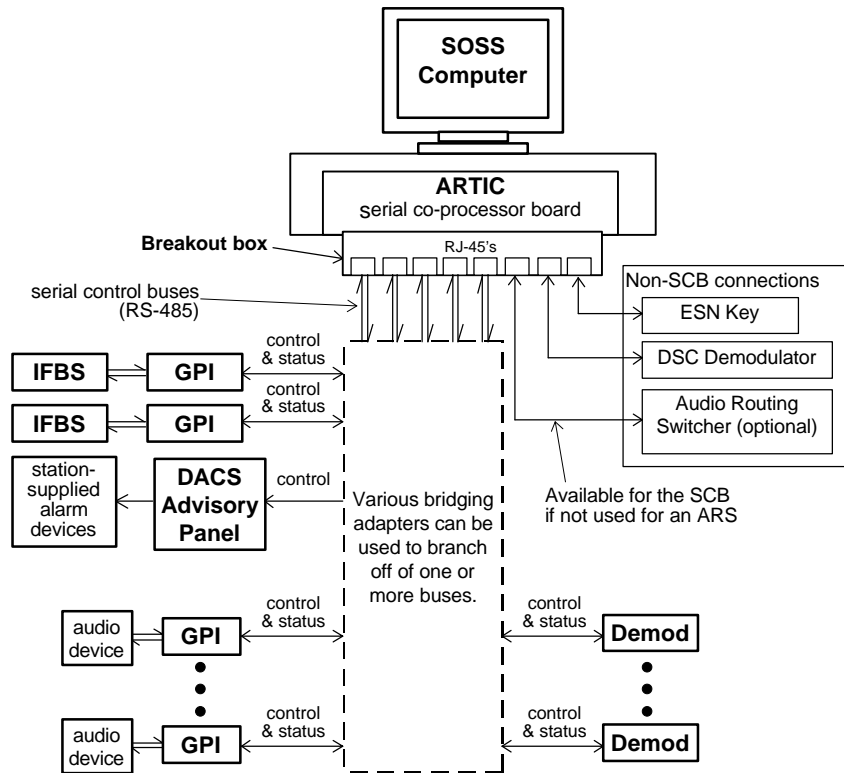 SOSS
Computer
ARTIC
serial co-processor board
Breakout box
RJ-45's
serial control buses
(RS-485)
Non-SCB connections
ESN Key
DSC Demodulator
Audio Routing
Switcher (optional)
Available for the SCB
if not used for an ARS
IFBS
GPI
control
& status
IFBS
GPI
control
& status
station-
supplied
alarm
devices
DACS
Advisory
Panel
control
Various bridging
adapters can be
used to branch
off of one or
more buses.
audio
device
GPI
control
& status
control
& status
Demod
audio
device
GPI
control
& status
control
& status
Demod